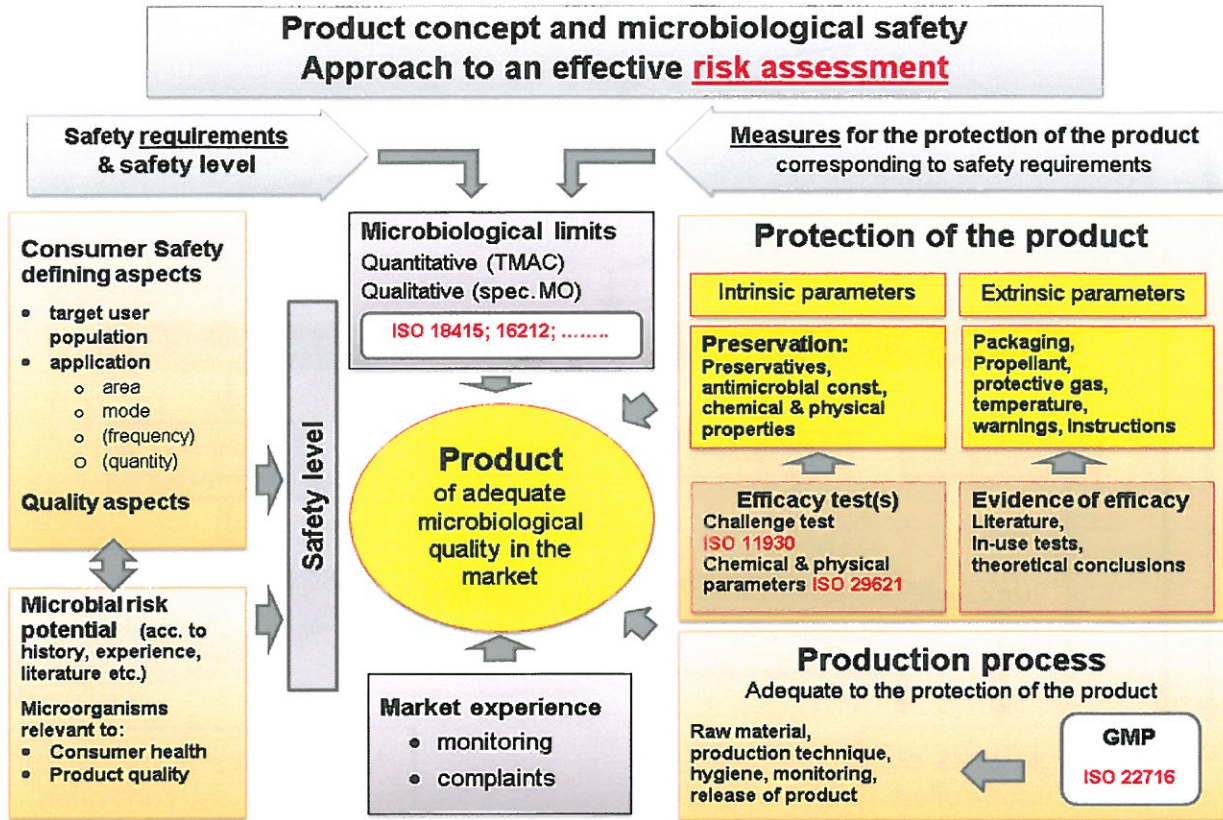 Product concept and microbiological safety
Approach to an effective risk assessment
Safety requirements
& safety level
Measures for the protection of the product
corresponding to safety requirements
Consumer Safety
defining aspects
• target user
population
• application
o area
o mode
o (frequency)
O (quantity)
Quality aspects
Microbial risk
potential (acc. to
history, experience,
literature etc.)
Microorganisms
relevant to:
• Consumer health
• Product quality
Safety level
Microbiological limits
Quantitative (TMAC)
Qualitative (spec. MO)
ISO 18415; 16212; ........
Product
of adequate
microbiological
quality in the
market
Market experience
• monitoring
• complaints
Protection of the product
Intrinsic parameters
Preservation:
Preservatives,
antimicrobial const.,
chemical & physical
properties
Efficacy test(s)
Challenge test
ISO 11930
Chemical & physical
parameters ISO 29621
Extrinsic parameters
Packaging,
Propellant,
protective gas,
temperature,
warnings, instructions
Evidence of efficacy
Literature,
In-use tests,
theoretical conclusions
Production process
Adequate to the protection of the product
Raw material,
production technique,
hygiene, monitoring,
release of product
GMP
ISO 22716